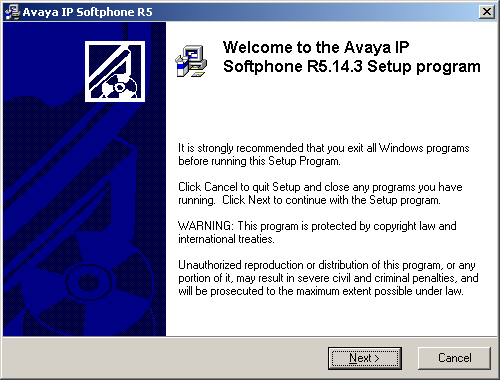 Avaya IP Softphone R5
Welcome to the Avaya IP
Softphone R5.14.3 Setup program
It is strongly recommended that you exit all Windows programs
before running this Setup Program.
Click Cancel to quit Setup and close any programs you have
running. Click Next to continue with the Setup program.
WARNING: This program is protected by copyright law and
international treaties.
Unauthorized reproduction or distribution of this program, or any
portion of it, may result in severe civil and criminal penalties, and
will be prosecuted to the maximum extent possible under law.
Next >
Cancel